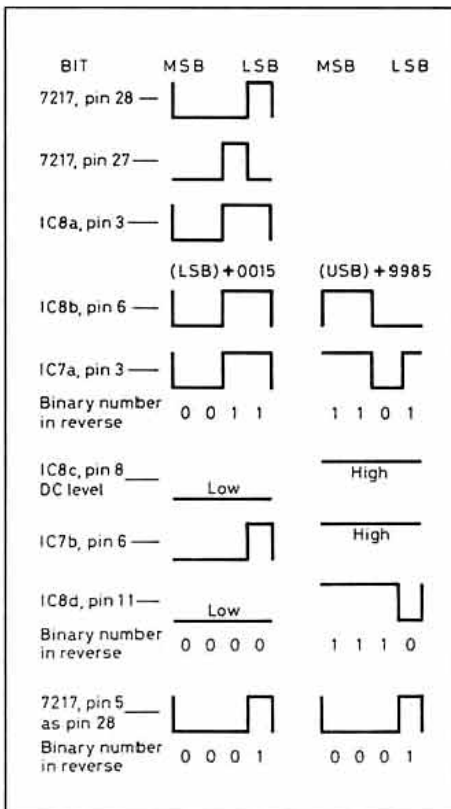 BIT MSB LSB MSB LSB
7217, pin 28
7217, pin 27
IC8a, pin 3
(LSB)+0015 (USB)+9985
IC8b, pin 6
IC7a, pin 3
Binary number
in reverse 0 0 1 1 1 1 0 1
IC8c, pin 8
DC level Low High
IC7b, pin 6 High
IC8d, pin 11 Low
Binary number
in reverse 0 0 0 0 1 1 1 0
7217, pin 5
as pin 28
Binary number
in reverse 0 0 0 1 0 0 0 1